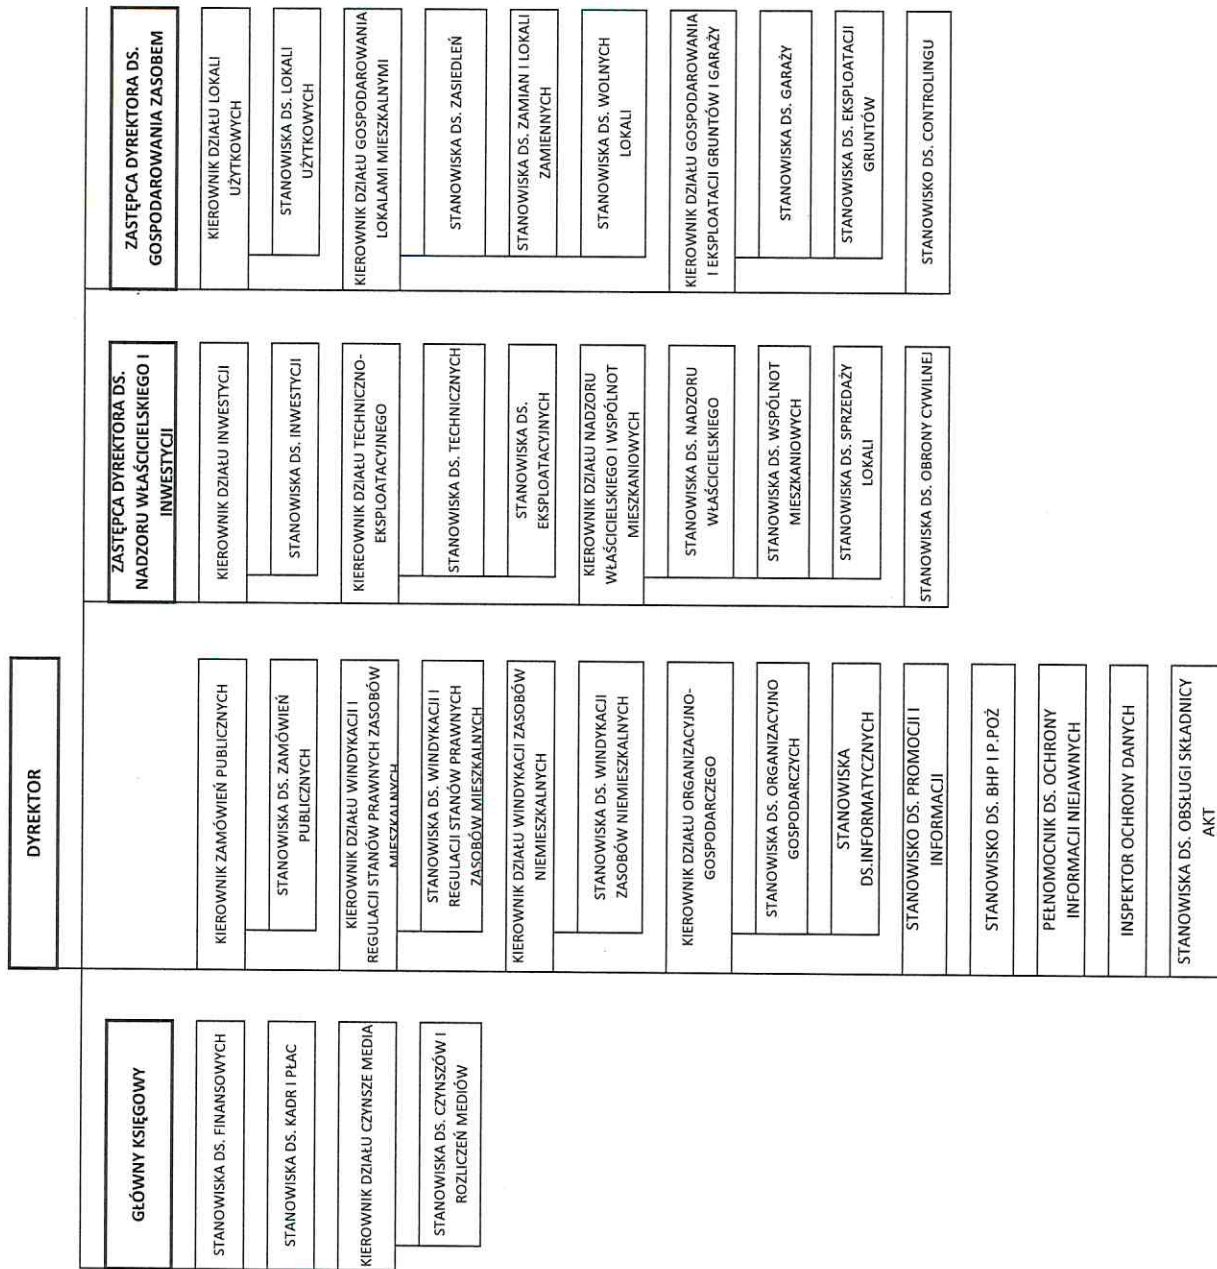 DYREKTOR
GŁÓWNY KSIĘGOWY
STANOWISKA DS. FINANSOWYCH
STANOWISKA DS. KADR I PŁAC
KIEROWNIK DZIAŁU CZYNSZE MEDIA
STANOWISKA DS. CZYNSZÓW I
ROZLICZEŃ MEDIÓW
KIEROWNIK ZAMÓWIEŃ PUBLICZNYCH
STANOWISKA DS. ZAMÓWIEŃ
PUBLICZNYCH
KIEROWNIK DZIAŁU WINDYKACJI I
REGULACJI STANÓW PRAWNYCH ZASOBÓW
MIESZKALNYCH
STANOWISKA DS. WINDYKACJI I
REGULACJI STANÓW PRAWNYCH
ZASOBÓW MIESZKALNYCH
KIEROWNIK DZIAŁU WINDYKACJI ZASOBÓW
NIEMIESZKALNYCH
STANOWISKA DS. WINDYKACJI
ZASOBÓW NIEMIESZKALNYCH
KIEROWNIK DZIAŁU ORGANIZACYJNO-
GOSPODARCZEGO
STANOWISKA DS. ORGANIZACYJNO
GOSPODARCZYCH
STANOWISKA
DS.INFORMATYCZNYCH
STANOWISKO DS. PROMOCJI I
INFORMACJI
STANOWISKO DS. BHP I P.POŻ
PEŁNOMOCNIK DS. OCHRONY
INFORMACJI NIEJAWNYCH
INSPEKTOR OCHRONY DANYCH
STANOWISKA DS. OBSŁUGI SKŁADNICY
AKT
ZASTĘPCA DYREKTORA DS.
NADZORU WŁAŚCICIELSKIEGO I
INWESTYCJI
KIEROWNIK DZIAŁU INWESTYCJI
STANOWISKA DS. INWESTYCJI
KIEREOWNIK DZIAŁU TECHNICZNO-
EKSPLOATACYJNEGO
STANOWISKA DS. TECHNICZNYCH
STANOWISKA DS.
EKSPLOATACYJNYCH
KIEROWNIK DZIAŁU NADZORU
WŁAŚCICIELSKIEGO I WSPÓLNOT
MIESZKANIOWYCH
STANOWISKA DS. NADZORU
WŁAŚCICIELSKIEGO
STANOWISKA DS. WSPÓLNOT
MIESZKANIOWYCH
STANOWISKA DS. SPRZEDAŻY
LOKALI
STANOWISKA DS. OBRONY CYWILNEJ
ZASTĘPCA DYREKTORA DS.
GOSPODAROWANIA ZASOBEM
KIEROWNIK DZIAŁU LOKALI
UŻYTKOWYCH
STANOWISKA DS. LOKALI
UŻYTKOWYCH
KIEROWNIK DZIAŁU GOSPODAROWANIA
LOKALAMI MIESZKALNYMI
STANOWISKA DS. ZASIEDLEŃ
STANOWISKA DS. ZAMIAN I LOKALI
ZAMIENNYCH
STANOWISKA DS. WOLNYCH
LOKALI
KIEROWNIK DZIAŁU GOSPODAROWANIA
I EKSPLOATACJI GRUNTÓW I GARAŻY
STANOWISKA DS. GARAŻY
STANOWISKA DS. EKSPLOATACJI
GRUNTÓW
STANOWISKO DS. CONTROLINGU